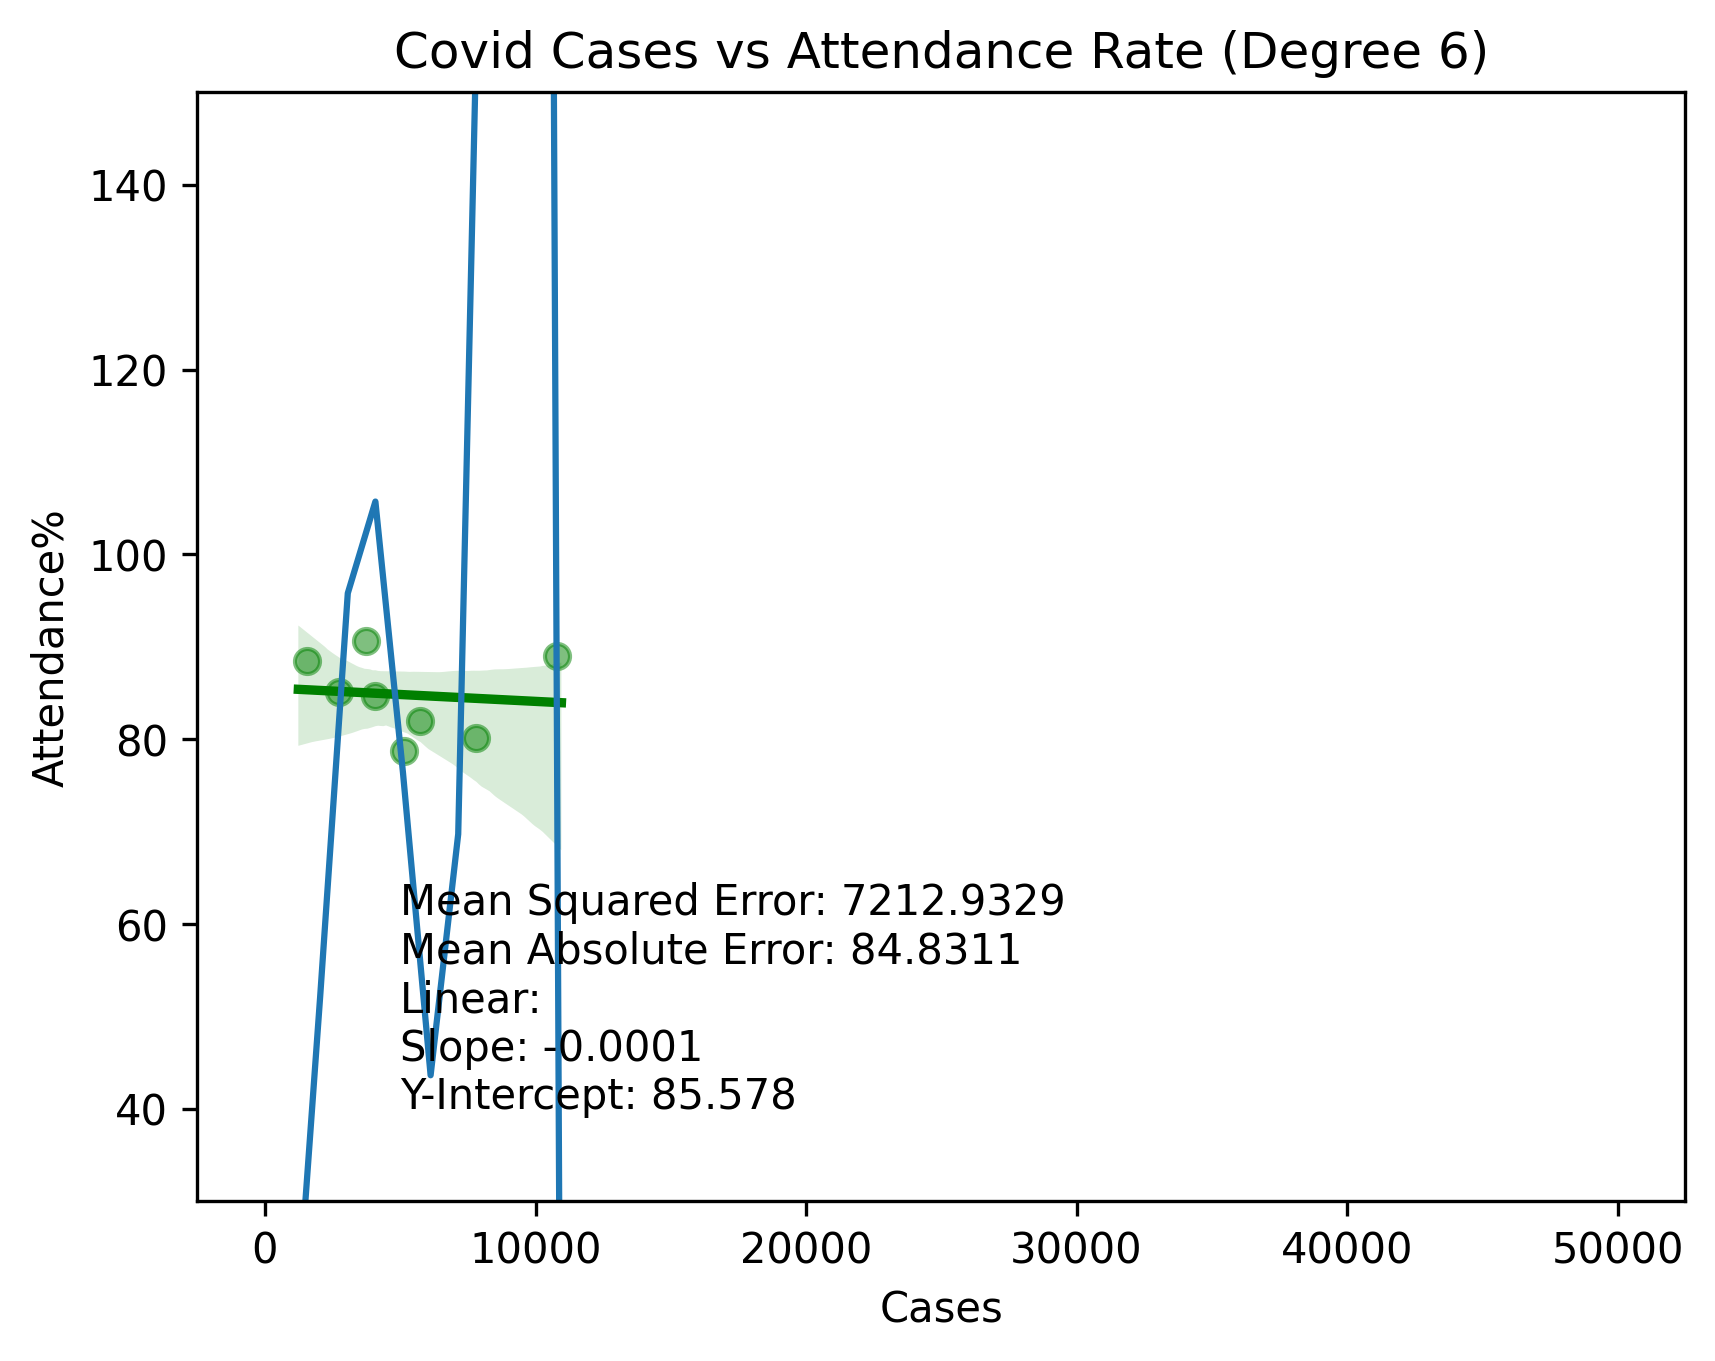 Covid Cases vs Attendance Rate (Degree 6)
140
120
100
80
60
40
Attendance%
Mean Squared Error: 7212.9329
Mean Absolute Error: 84.8311
Linear:
Slope: -0.0001
Y-Intercept: 85.578
0 10000 20000 30000 40000 50000
Cases